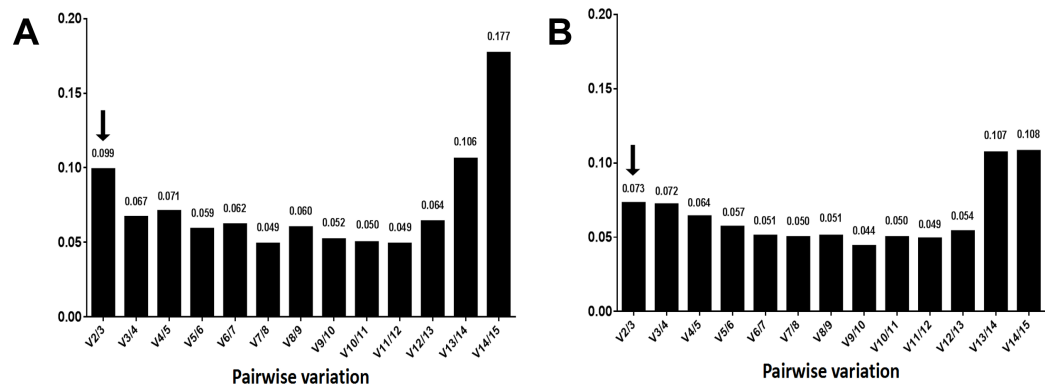 A
0.20
0.15
0.10
0.05
0.00
0.099
0.067
0.071
0.059
0.062
0.049
0.060
0.052
0.050
0.049
0.064
0.106
0.177
V2/3
V3/4
V4/5
V5/6
V6/7
V7/8
V8/9
V9/10
V10/11
V11/12
V12/13
V13/14
V14/15
Pairwise variation
B
0.20
0.15
0.10
0.05
0.00
0.073
0.072
0.064
0.057
0.051
0.050
0.051
0.044
0.050
0.049
0.054
0.107
0.108
V2/3
V3/4
V4/5
V5/6
V6/7
V7/8
V8/9
V9/10
V10/11
V11/12
V12/13
V13/14
V14/15
Pairwise variation